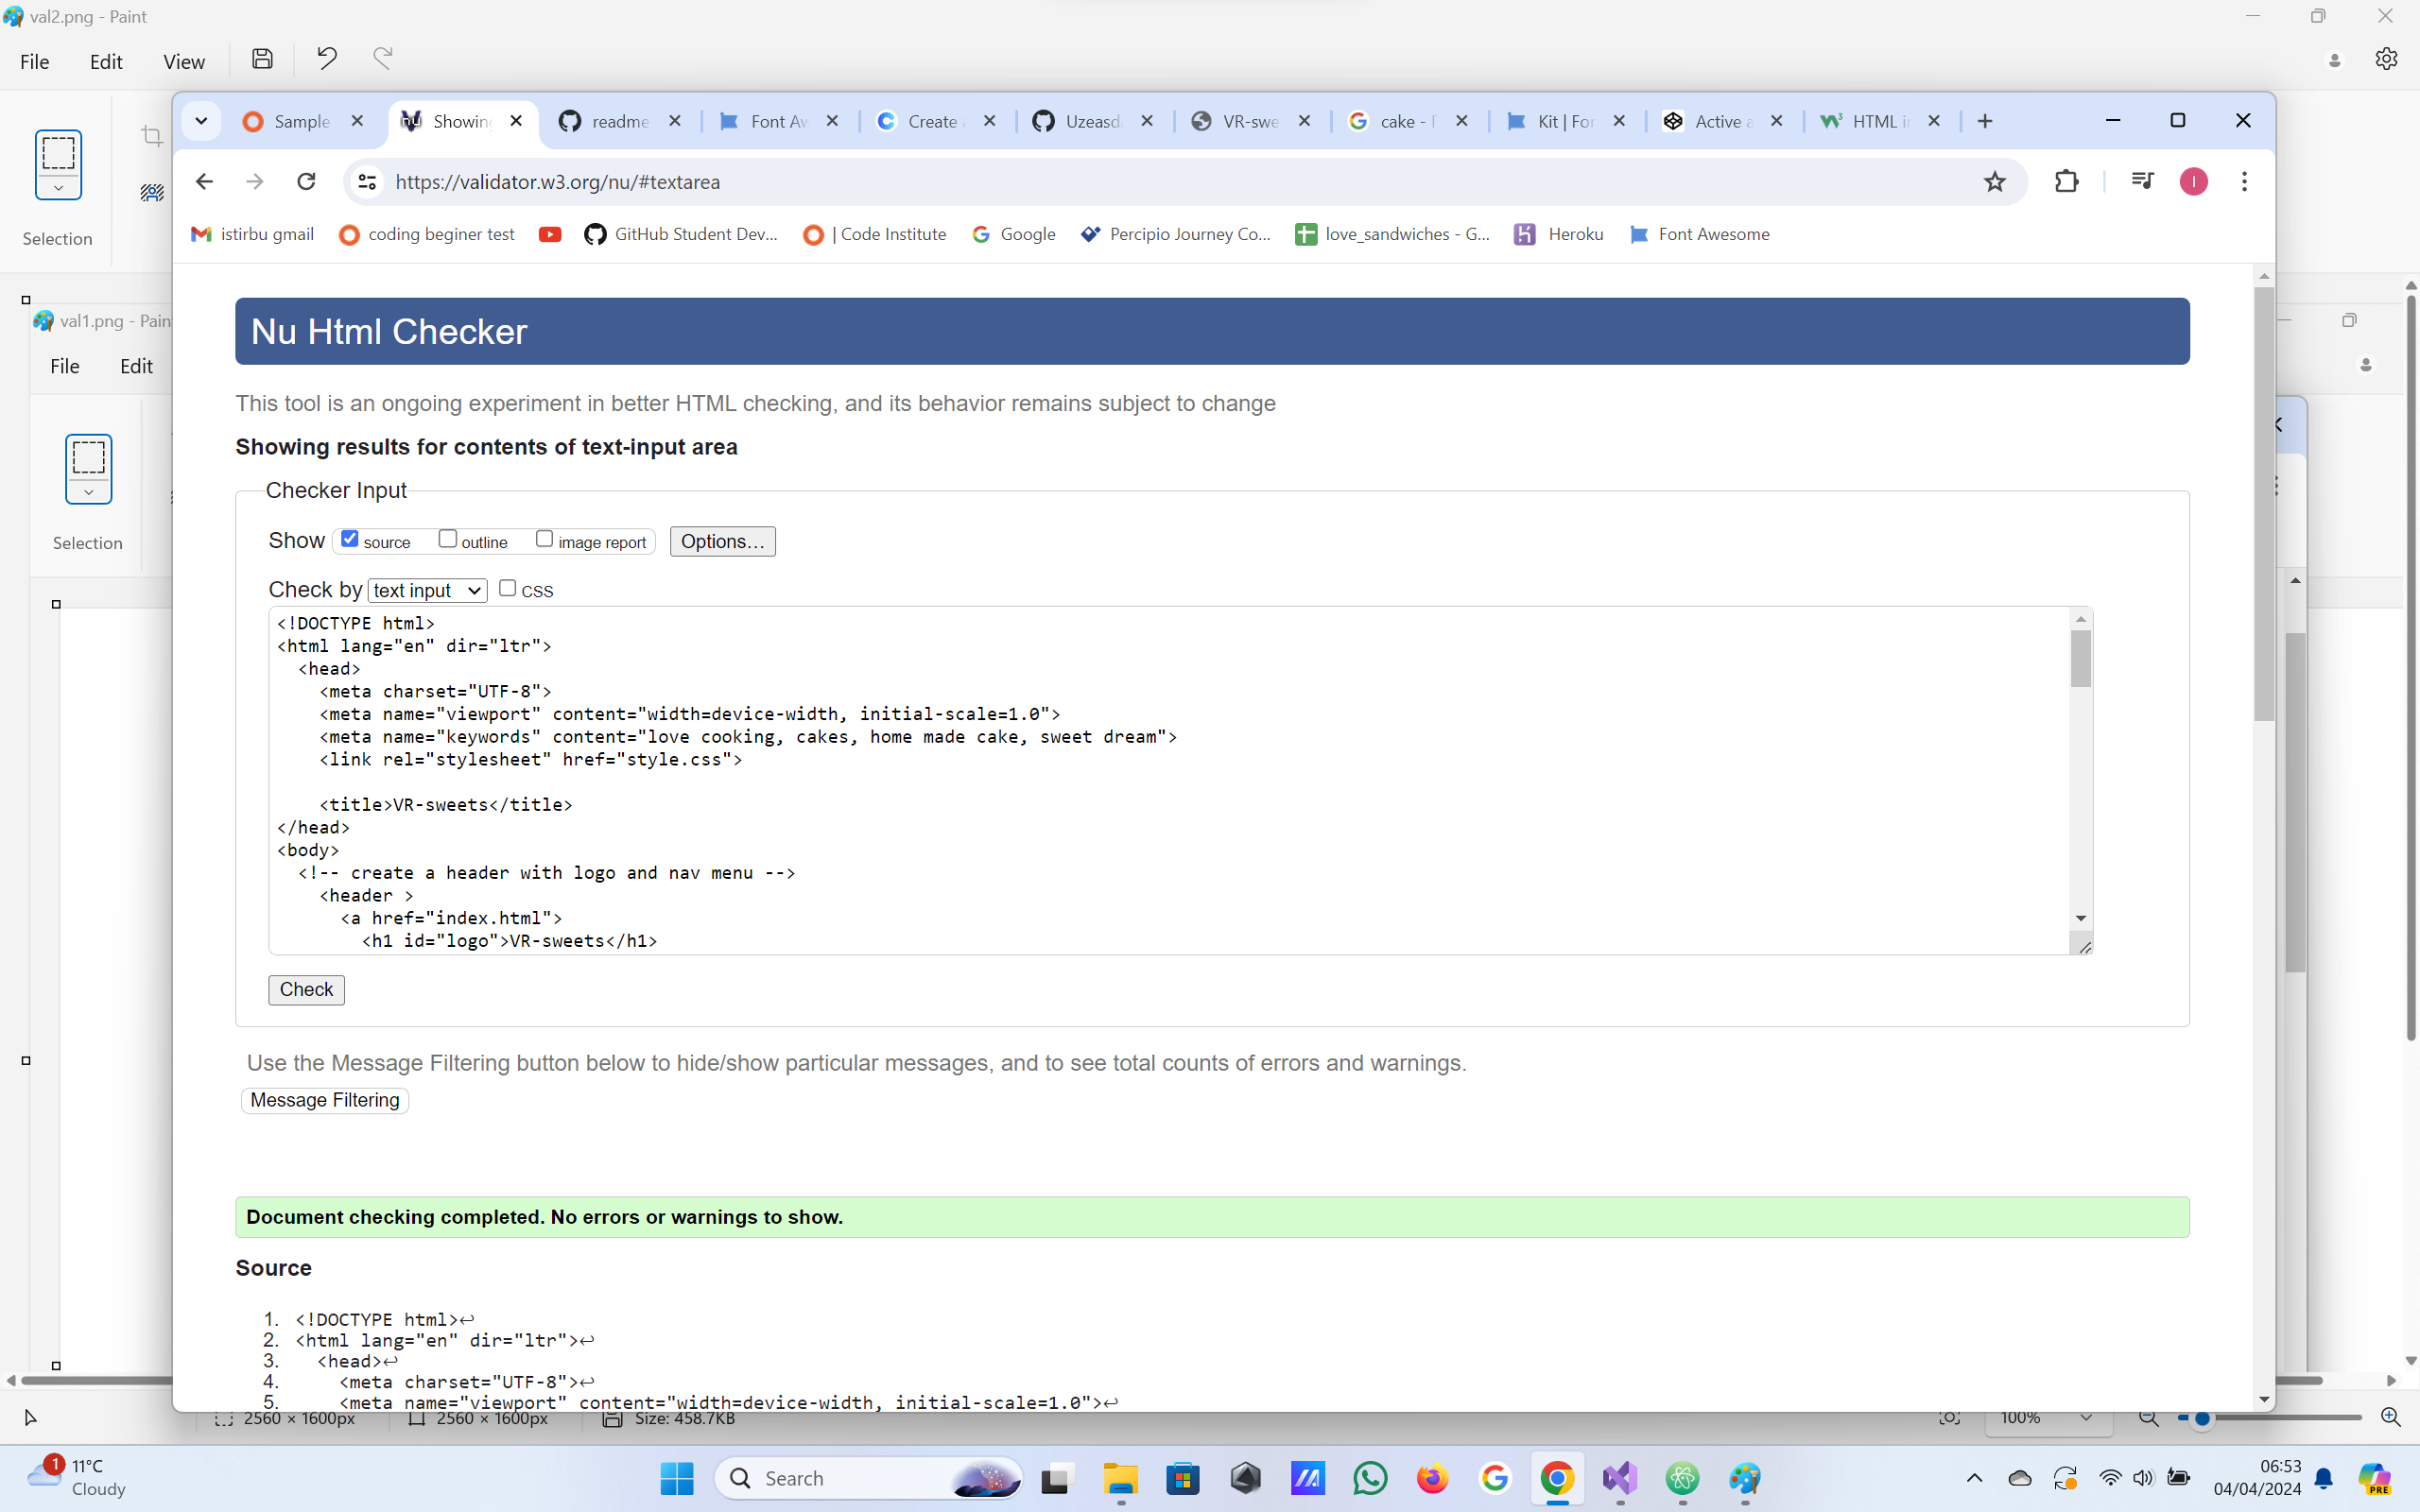 val2.png - Paint
File Edit View
Selection
val1.png - Pain
File Edit
Selection
Sample
Showing
readme
Font Aw
Create
Uzeasd
VR-swe
cake -
Kit | For
Active a
HTML i
https://validator.w3.org/nu/#textarea
istirbu gmail
coding beginer test
GitHub Student Dev...
| Code Institute
Google
Percipio Journey Co...
love_sandwiches - G...
Heroku
Font Awesome
Nu Html Checker
This tool is an ongoing experiment in better HTML checking, and its behavior remains subject to change
Showing results for contents of text-input area
Checker Input
Show source outline image report Options...
Check by text input CSS
<!DOCTYPE html>
<html lang="en" dir="ltr">
<head>
<meta charset="UTF-8">
<meta name="viewport" content="width=device-width, initial-scale=1.0">
<meta name="keywords" content="love cooking, cakes, home made cake, sweet dream">
<link rel="stylesheet" href="style.css">
<title>VR-sweets</title>
</head>
<body>
<!-- create a header with logo and nav menu -->
<header >
<a href="index.html">
<h1 id="logo">VR-sweets</h1>
Check
Use the Message Filtering button below to hide/show particular messages, and to see total counts of errors and warnings.
Message Filtering
Document checking completed. No errors or warnings to show.
Source
1. <!DOCTYPE html>↩
2. <html lang="en" dir="ltr">↩
3. <head>↩
4. <meta charset="UTF-8">↩
5. <meta name="viewport" content="width=device-width, initial-scale=1.0">↩
2560 × 1600px 2560 × 1600px Size: 458.7KB 100%
1
11°C
Cloudy
Search
06:53
04/04/2024
PRE